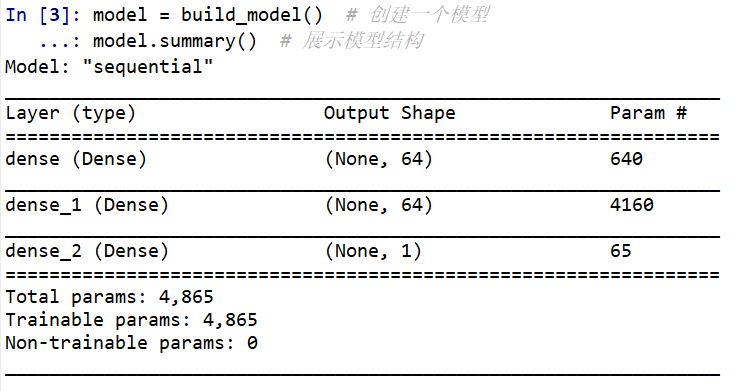 In [3]: model = build_model()  # 创建一个模型
   ...: model.summary()  # 展示模型结构
Model: "sequential"
_________________________________________________________________
Layer (type)                 Output Shape              Param #
=================================================================
dense (Dense)                (None, 64)                640
_________________________________________________________________
dense_1 (Dense)              (None, 64)                4160
_________________________________________________________________
dense_2 (Dense)              (None, 1)                 65
=================================================================
Total params: 4,865
Trainable params: 4,865
Non-trainable params: 0
_________________________________________________________________